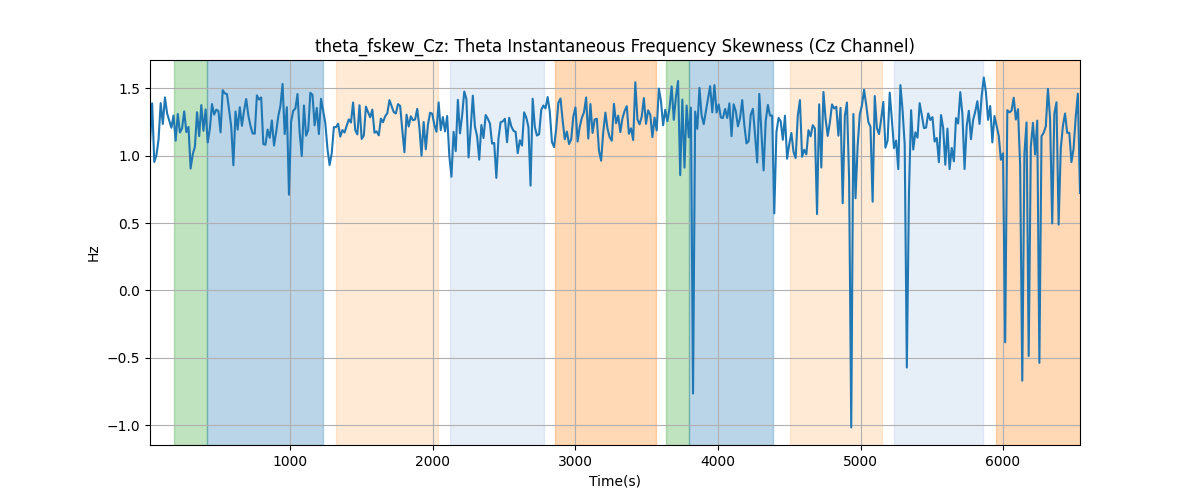 theta_fskew_Cz: Theta Instantaneous Frequency Skewness (Cz Channel)
1.5
1.0
0.5
0.0
−0.5
−1.0
Hz
1000 2000 3000 4000 5000 6000
Time(s)